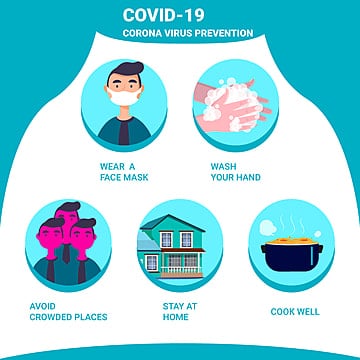 COVID-19
CORONA VIRUS PREVENTION
WEAR A
FACE MASK
WASH
YOUR HAND
AVOID
CROWDED PLACES
STAY AT
HOME
COOK WELL